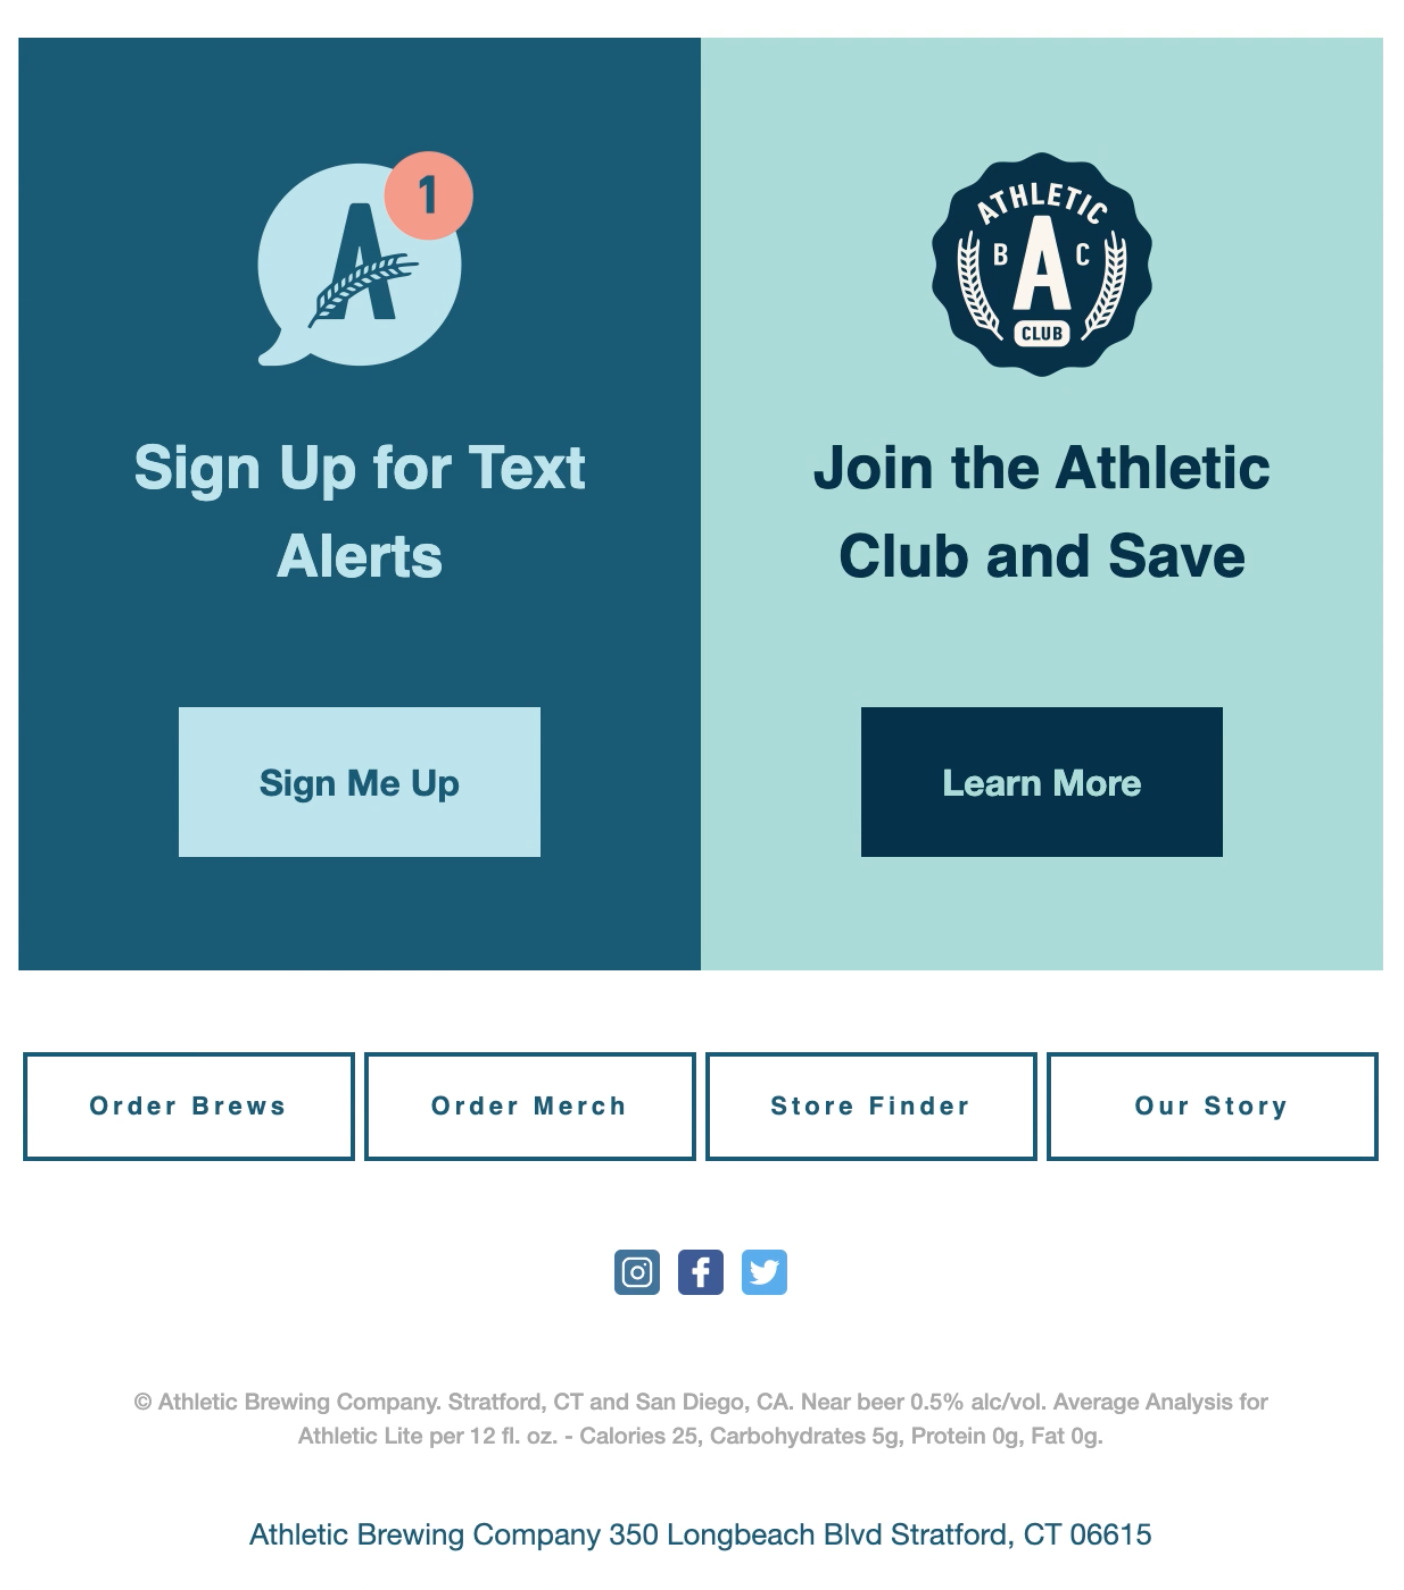 1
A
Sign Up for Text
Alerts
Sign Me Up
ATHLETIC
B A C
CLUB
Join the Athletic
Club and Save
Learn More
Order Brews
Order Merch
Store Finder
Our Story
© Athletic Brewing Company. Stratford, CT and San Diego, CA. Near beer 0.5% alc/vol. Average Analysis for
Athletic Lite per 12 fl. oz. - Calories 25, Carbohydrates 5g, Protein 0g, Fat 0g.
Athletic Brewing Company 350 Longbeach Blvd Stratford, CT 06615